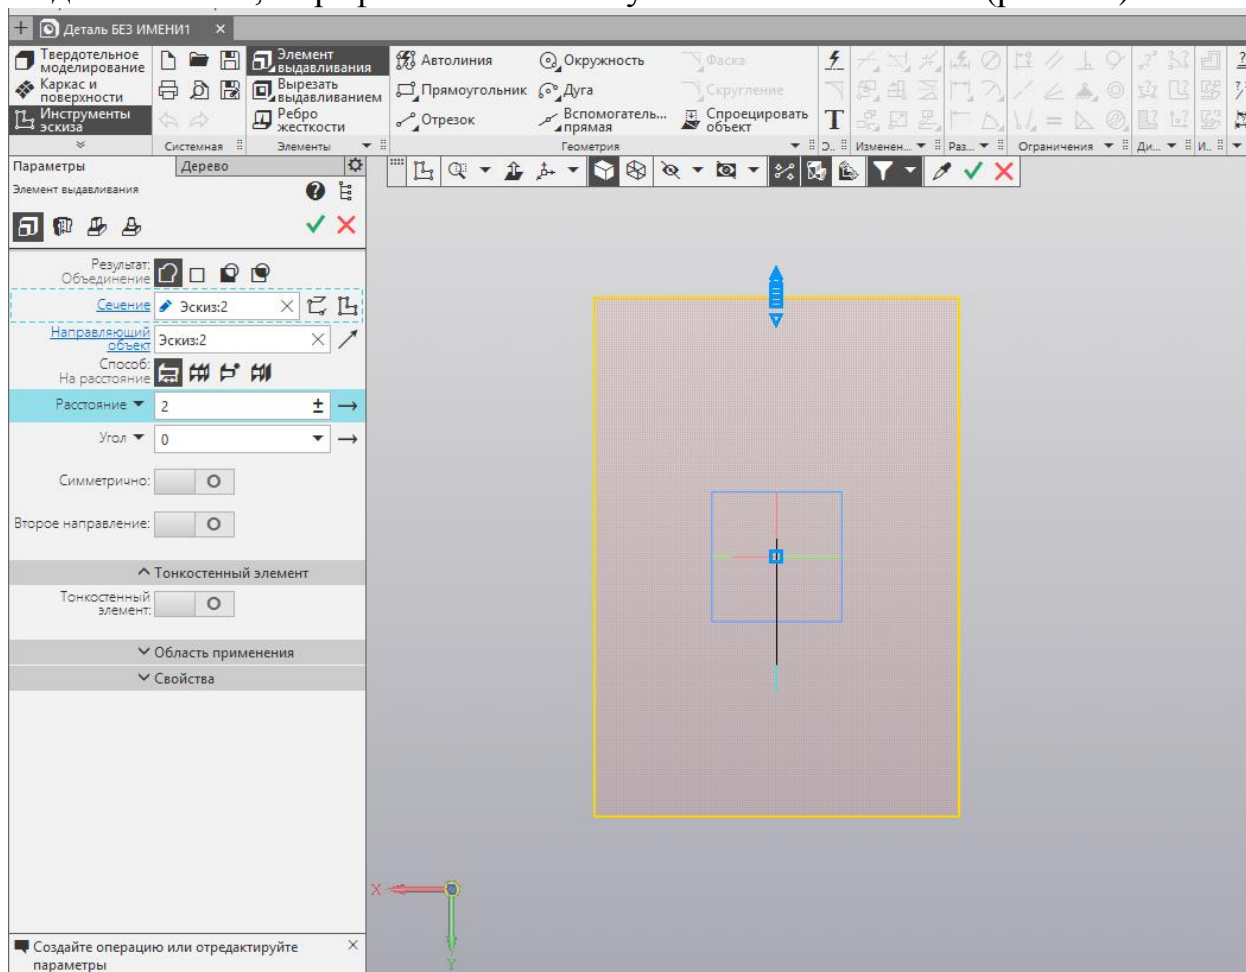 Деталь БЕЗ ИМЕНИ1
Твердотельное моделирование
Элемент выдавливания
Автолиния
Окружность
Фаска
Каркас и поверхности
Вырезать выдавливанием
Прямоугольник
Дуга
Скругление
Инструменты эскиза
Ребро жесткости
Отрезок
Вспомогатель... прямая
Спроецировать объект
Системная
Элементы
Геометрия
Э..
Изменен...
Раз...
Ограничения
Ди...
И..
Параметры
Дерево
Элемент выдавливания
Результат:
Объединение
Сечение
Эскиз:2
Направляющий
объект
Эскиз:2
Способ:
На расстояние
Расстояние
2
Угол
0
Симметрично:
Второе направление:
Тонкостенный элемент
Тонкостенный
элемент:
Область применения
Свойства
X
Y
Создайте операцию или отредактируйте
параметры